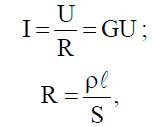 I = U/R = GU ;
R = ρℓ/S,